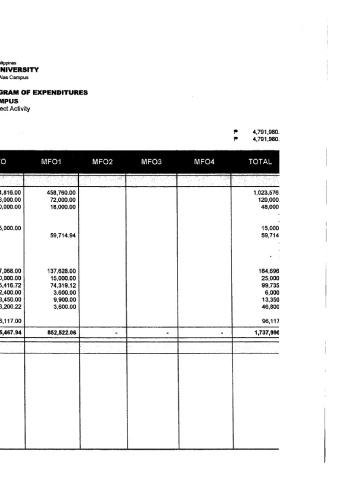 lippines
NIVERSITY
Campus
GRAM OF EXPENDITURES
MPUS
ect Activity
₱ 4,791,980.
₱ 4,791,980.
O MFO1 MFO2 MFO3 MFO4 TOTAL
,816.00 458,760.00 1,023,576
,000.00 72,000.00 120,000
,000.00 18,000.00 48,000
,000.00 15,000
59,714.94 59,714
7,068.00 137,628.00 164,696
,000.00 15,000.00 25,000
,416.72 74,319.12 99,735
2,400.00 3,600.00 6,000
3,450.00 9,900.00 13,350
,200.22 3,600.00 46,800
,117.00 96,117
,467.94 852,522.06 - - - 1,737,990